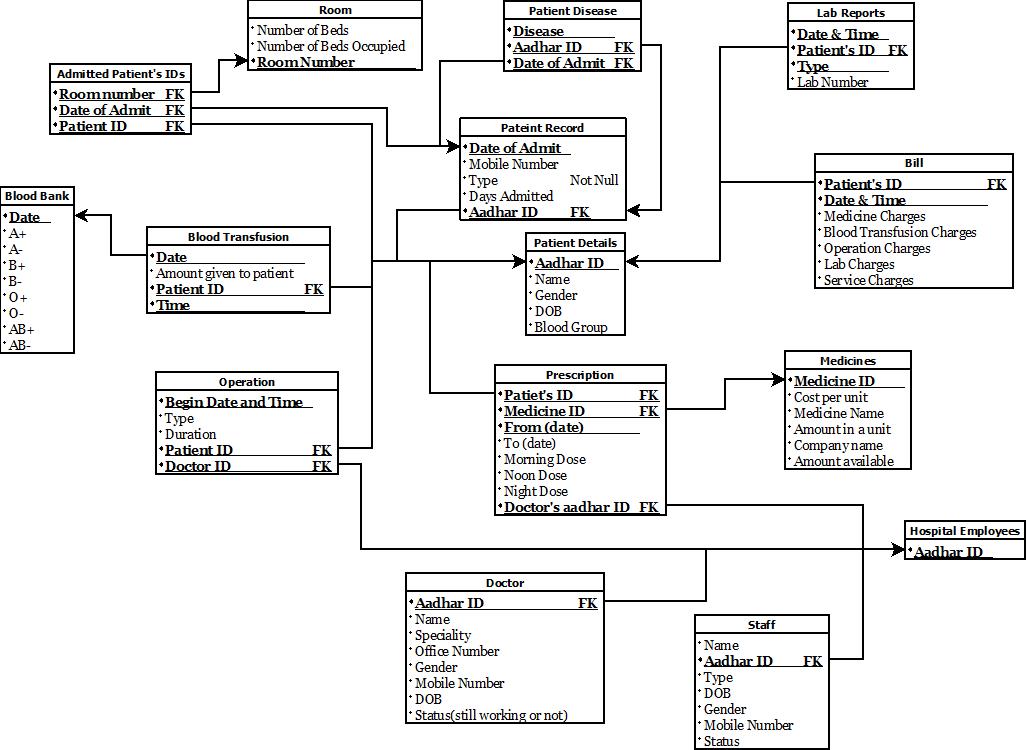 Room
Number of Beds
Number of Beds Occupied
Room Number
Patient Disease
Disease
Aadhar ID FK
Date of Admit FK
Lab Reports
Date & Time
Patient's ID FK
Type
Lab Number
Admitted Patient's IDs
Room number FK
Date of Admit FK
Patient ID FK
Pateint Record
Date of Admit
Mobile Number
Type Not Null
Days Admitted
Aadhar ID FK
Bill
Patient's ID FK
Date & Time
Medicine Charges
Blood Transfusion Charges
Operation Charges
Lab Charges
Service Charges
Blood Bank
Date
A+
A-
B+
B-
O+
O-
AB+
AB-
Blood Transfusion
Date
Amount given to patient
Patient ID FK
Time
Patient Details
Aadhar ID
Name
Gender
DOB
Blood Group
Operation
Begin Date and Time
Type
Duration
Patient ID FK
Doctor ID FK
Prescription
Patiet's ID FK
Medicine ID FK
From (date)
To (date)
Morning Dose
Noon Dose
Night Dose
Doctor's aadhar ID FK
Medicines
Medicine ID
Cost per unit
Medicine Name
Amount in a unit
Company name
Amount available
Hospital Employees
Aadhar ID
Doctor
Aadhar ID FK
Name
Speciality
Office Number
Gender
Mobile Number
DOB
Status(still working or not)
Staff
Name
Aadhar ID FK
Type
DOB
Gender
Mobile Number
Status